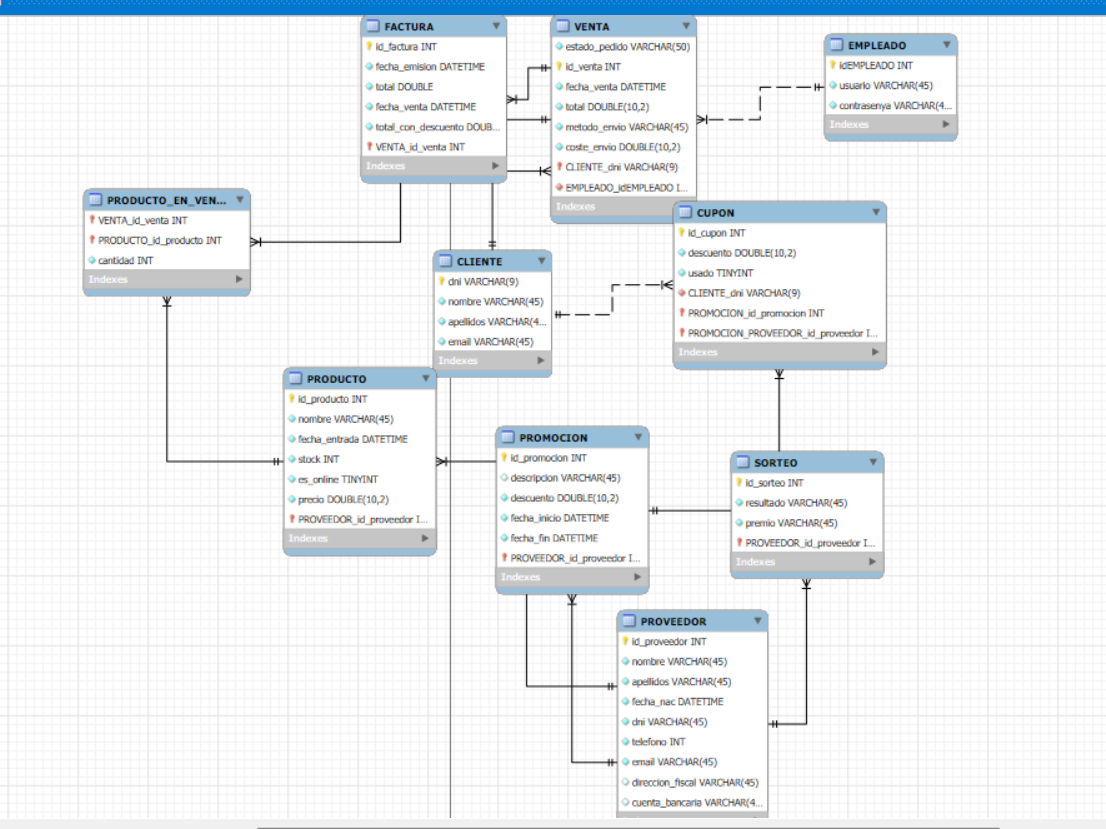 FACTURA
id_factura INT
fecha_emision DATETIME
total DOUBLE
fecha_venta DATETIME
total_con_descuento DOUB...
VENTA_id_venta INT
Indexes
VENTA
estado_pedido VARCHAR(50)
id_venta INT
fecha_venta DATETIME
total DOUBLE(10,2)
metodo_envio VARCHAR(45)
coste_envio DOUBLE(10,2)
CLIENTE_dni VARCHAR(9)
EMPLEADO_idEMPLEADO I...
Indexes
EMPLEADO
idEMPLEADO INT
usuario VARCHAR(45)
contrasenya VARCHAR(4...
Indexes
PRODUCTO_EN_VEN...
VENTA_id_venta INT
PRODUCTO_id_producto INT
cantidad INT
Indexes
CUPON
id_cupon INT
descuento DOUBLE(10,2)
usado TINYINT
CLIENTE_dni VARCHAR(9)
PROMOCION_id_promocion INT
PROMOCION_PROVEEDOR_id_proveedor I...
Indexes
CLIENTE
dni VARCHAR(9)
nombre VARCHAR(45)
apellidos VARCHAR(4...
email VARCHAR(45)
Indexes
PRODUCTO
id_producto INT
nombre VARCHAR(45)
fecha_entrada DATETIME
stock INT
es_online TINYINT
precio DOUBLE(10,2)
PROVEEDOR_id_proveedor I...
Indexes
PROMOCION
id_promocion INT
descripcion VARCHAR(45)
descuento DOUBLE(10,2)
fecha_inicio DATETIME
fecha_fin DATETIME
PROVEEDOR_id_proveedor I...
Indexes
SORTEO
id_sorteo INT
resultado VARCHAR(45)
premio VARCHAR(45)
PROVEEDOR_id_proveedor I...
Indexes
PROVEEDOR
id_proveedor INT
nombre VARCHAR(45)
apellidos VARCHAR(45)
fecha_nac DATETIME
dni VARCHAR(45)
telefono INT
email VARCHAR(45)
direccion_fiscal VARCHAR(45)
cuenta_bancaria VARCHAR(4...